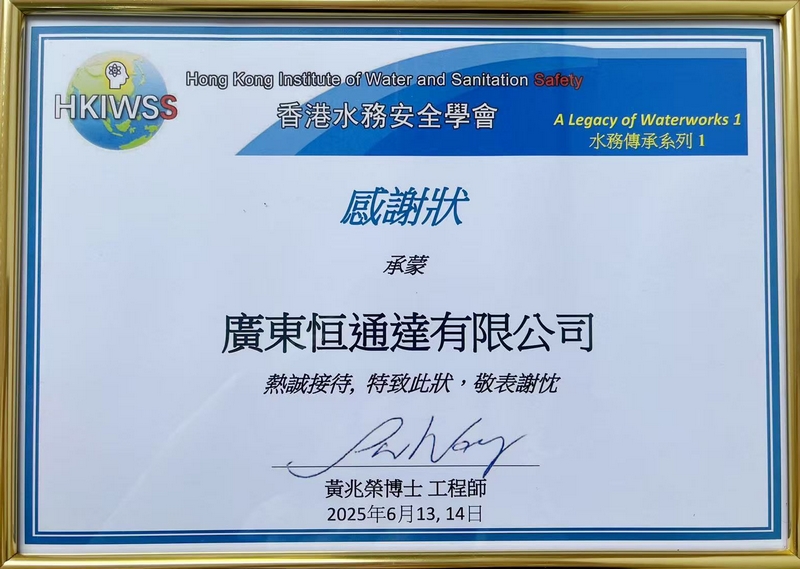 HKIWSS
Hong Kong Institute of Water and Sanitation Safety
香港水務安全學會
A Legacy of Waterworks 1
水務傳承系列 1
感謝狀
承蒙
廣東恒通達有限公司
熱誠接待, 特致此狀，敬表謝忱
黃兆榮博士 工程師
2025年6月13, 14日